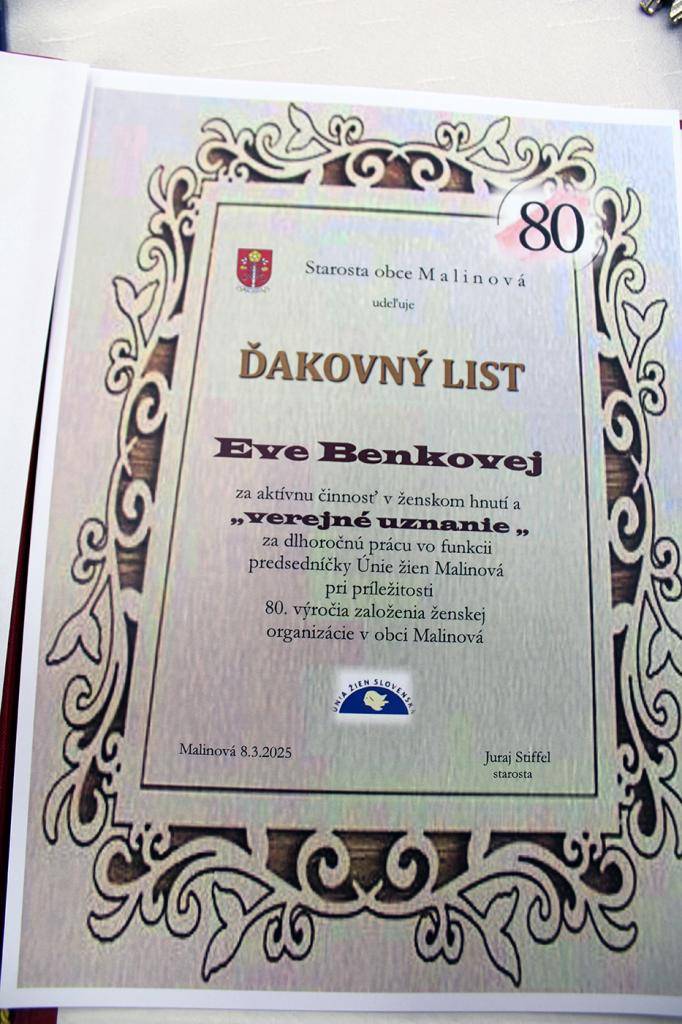 80
Starosta obce M a l i n o v á
udeľuje
ĎAKOVNÝ LIST
Eve Benkovej
za aktívnu činnosť v ženskom hnutí a
„verejné uznanie „
za dlhoročnú prácu vo funkcii
predsedníčky Únie žien Malinová
pri príležitosti
80. výročia založenia ženskej
organizácie v obci Malinová
ÚNIA ŽIEN SLOVENSKA
Malinová 8.3.2025
Juraj Stiffel
starosta